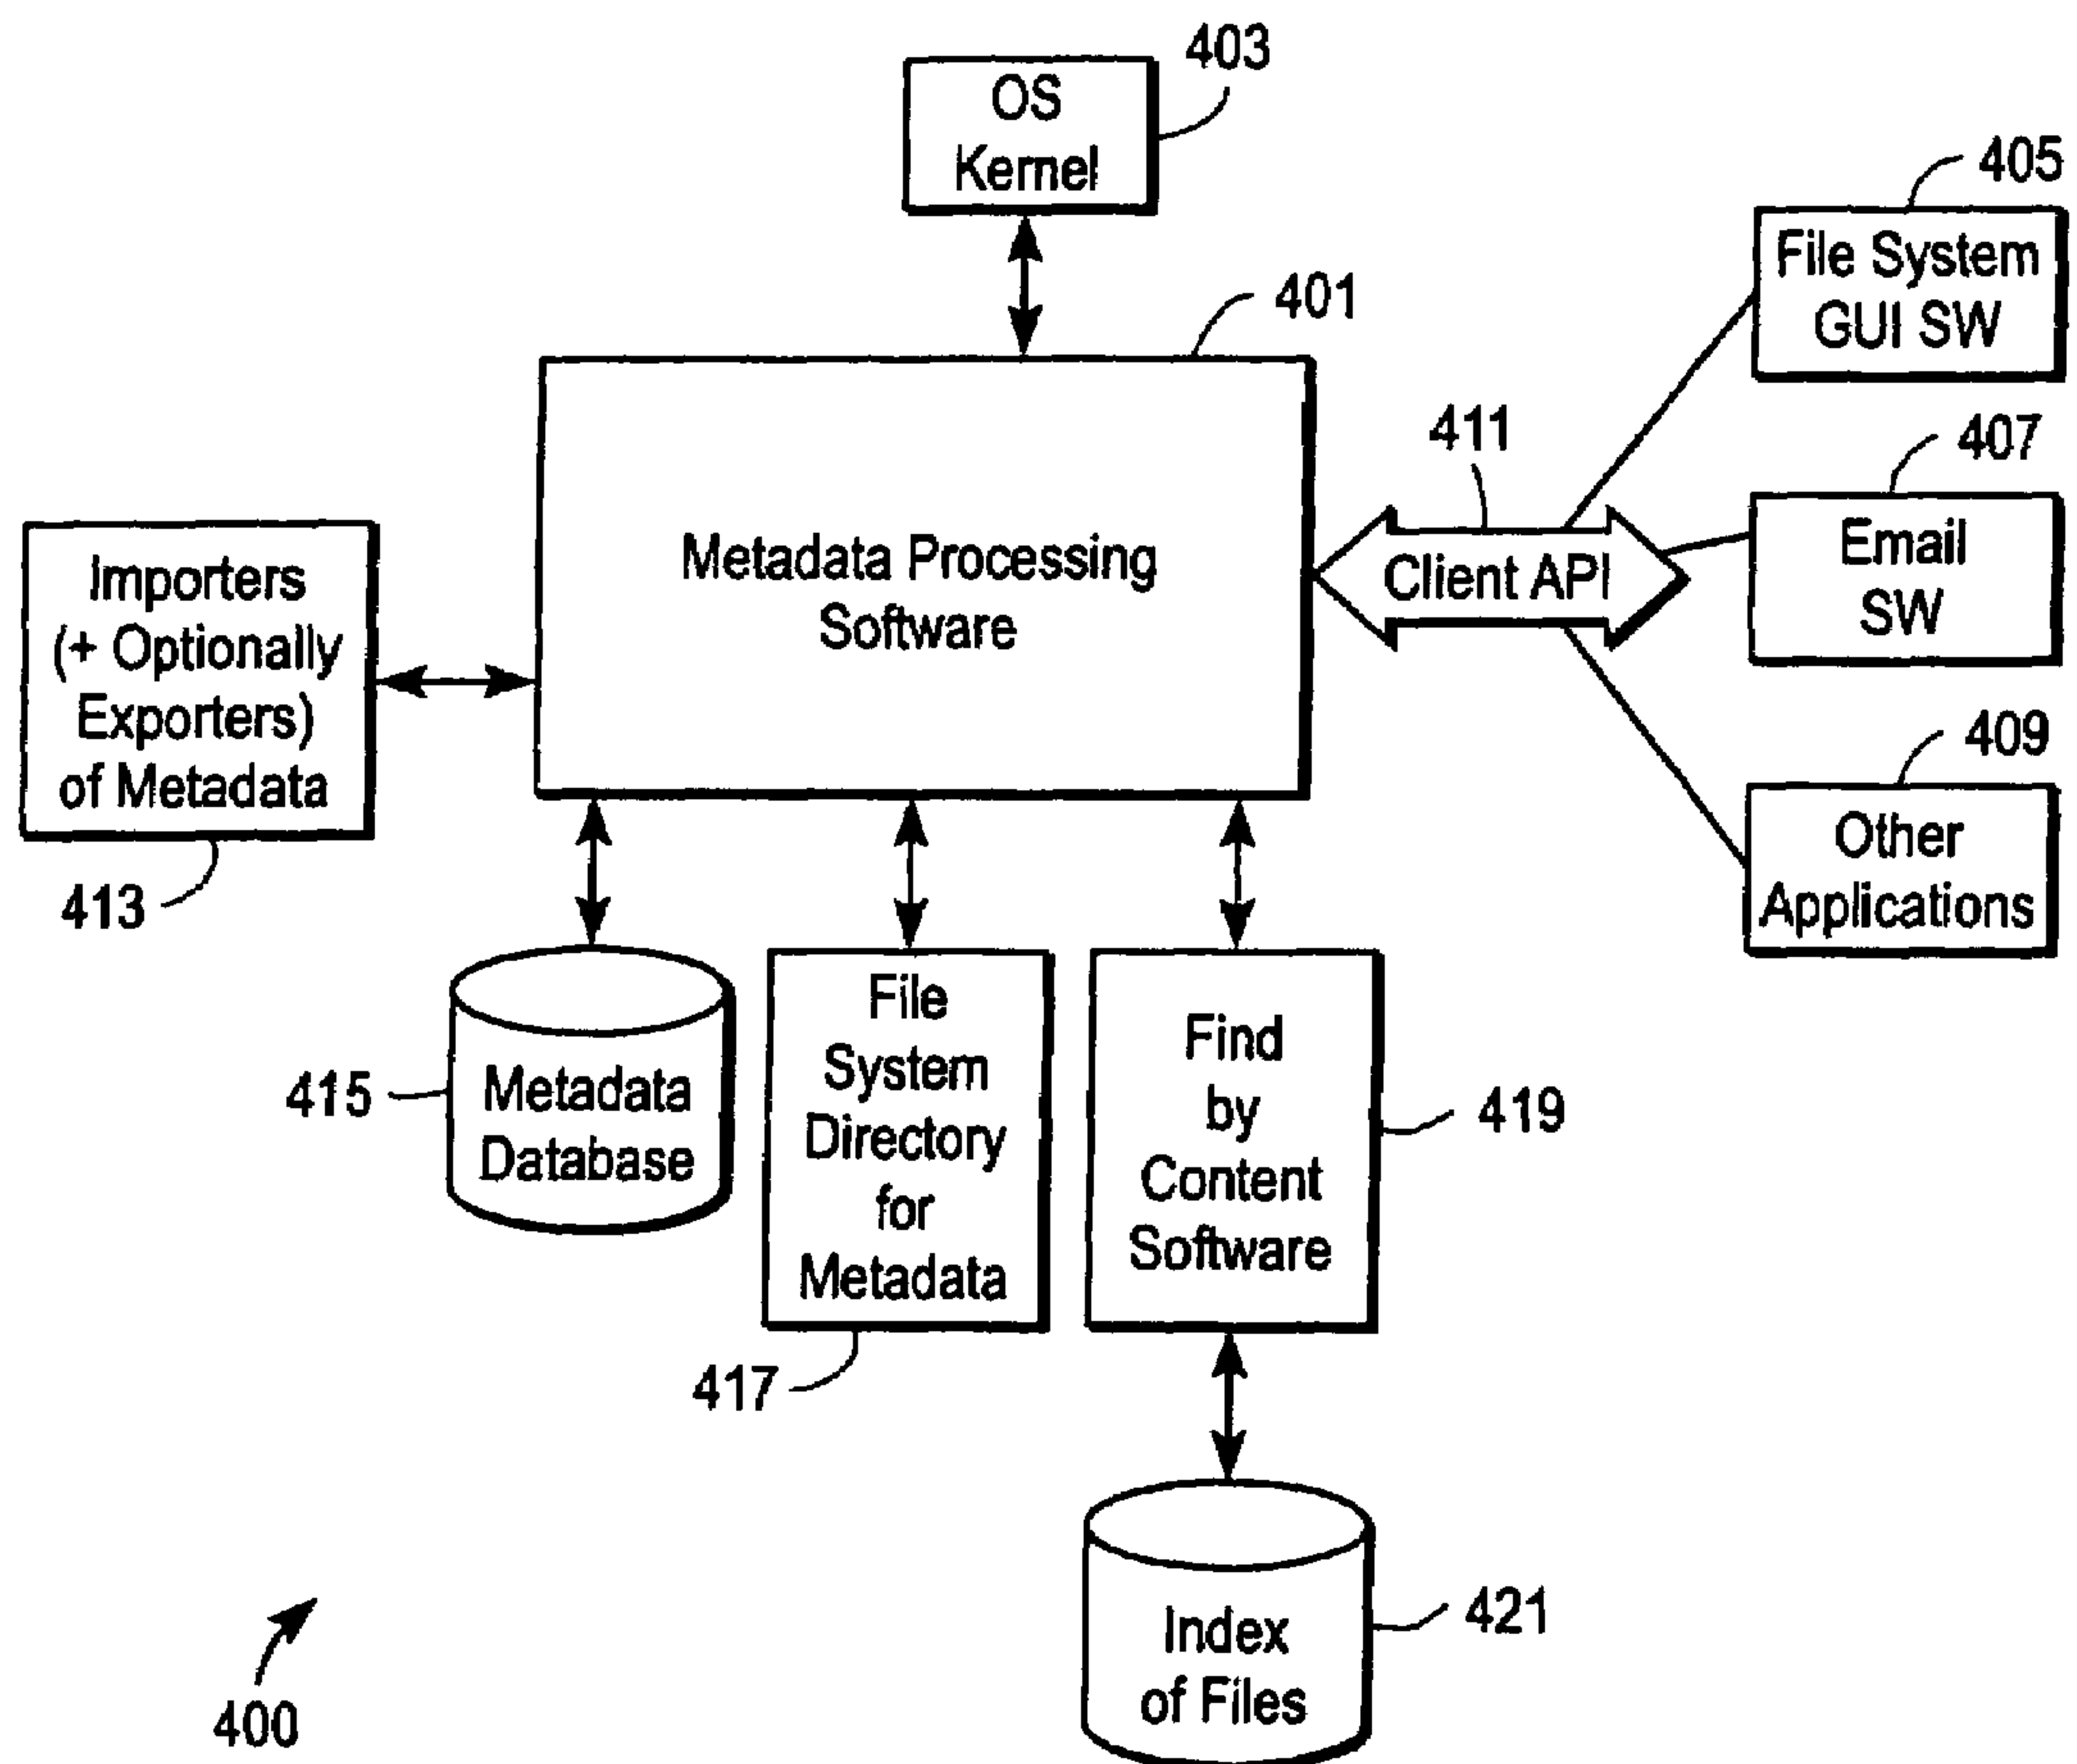 403
OS
Kernel
405
File System
GUI SW
401
411
407
Email
SW
Client API
Metadata Processing
Software
Importers
(+ Optionally
Exporters)
of Metadata
413
409
Other
Applications
415
Metadata
Database
File
System
Directory
for
Metadata
417
Find
by
Content
Software
419
Index
of Files
421
400